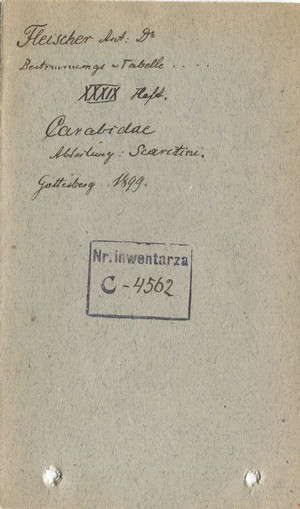 Fleischer Ant: Dr
Bestimmungs-Tabelle . . . .
XXXIX Heft.
Carabidae
Abteilung: Scaritini.
Gottesberg 1899.
Nr. inwentarza
C-4562